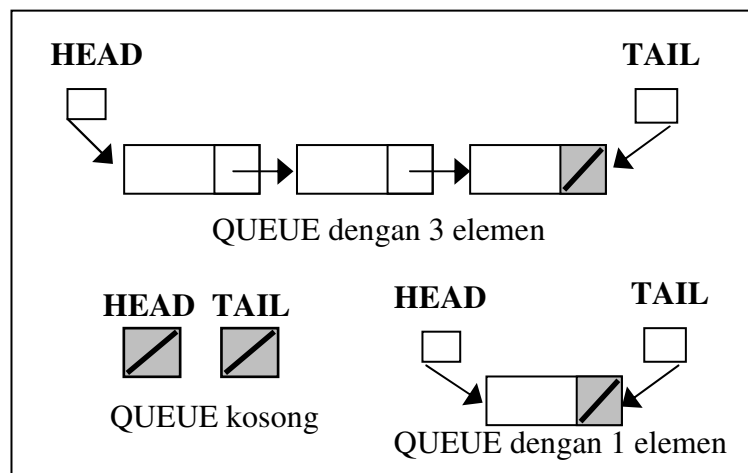 HEAD TAIL
QUEUE dengan 3 elemen
HEAD TAIL
QUEUE kosong
HEAD TAIL
QUEUE dengan 1 elemen